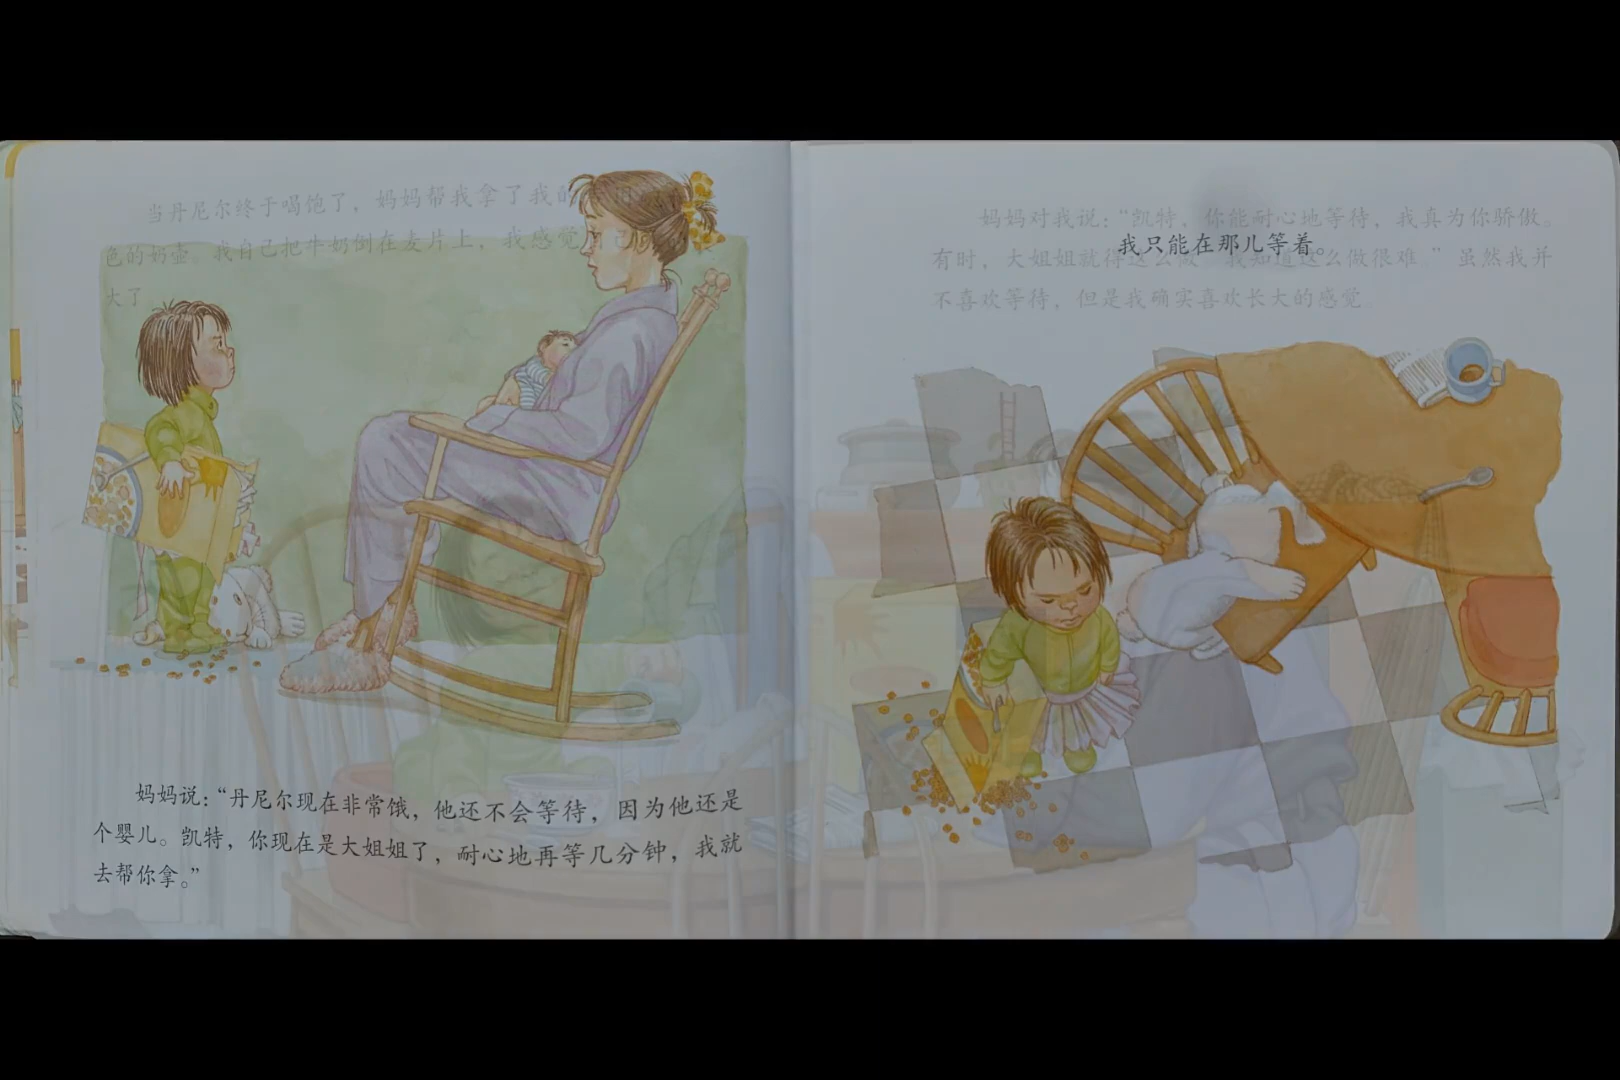 当丹尼尔终于喝饱了，妈妈帮我拿了我的
色的奶壶。我自己把牛奶倒在麦片上，我感觉自己
大了
妈妈说：“丹尼尔现在非常饿，他还不会等待，因为他还是
个婴儿。凯特，你现在是大姐姐了，耐心地再等几分钟，我就
去帮你拿。”
妈妈对我说：“凯特，你能耐心地等待，我真为你骄傲。
我只能在那儿等着。
有时，大姐姐就得这么做 我知道这么做很难。”虽然我并
不喜欢等待，但是我确实喜欢长大的感觉